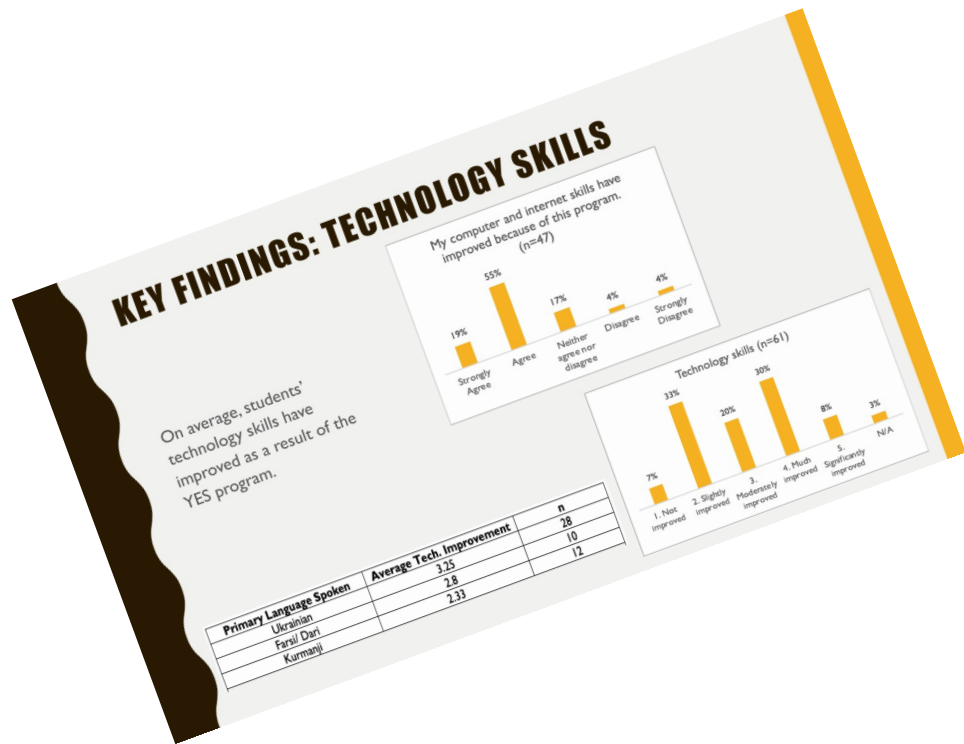 KEY FINDINGS: TECHNOLOGY SKILLS
On average, students'
technology skills have
improved as a result of the
YES program.
My computer and internet skills have
improved because of this program.
(n=47)
19%
55%
17%
4%
4%
Strongly
Agree
Agree
Neither
agree nor
disagree
Disagree
Strongly
Disagree
Technology skills (n=61)
7%
33%
20%
30%
8%
3%
1. Not
improved
2. Slightly
improved
3.
Moderately
improved
4. Much
improved
5.
Significantly
improved
N/A
Primary Language Spoken Average Tech. Improvement n
Ukrainian 3.25 28
Farsi/ Dari 2.8 10
Kurmanji 2.33 12